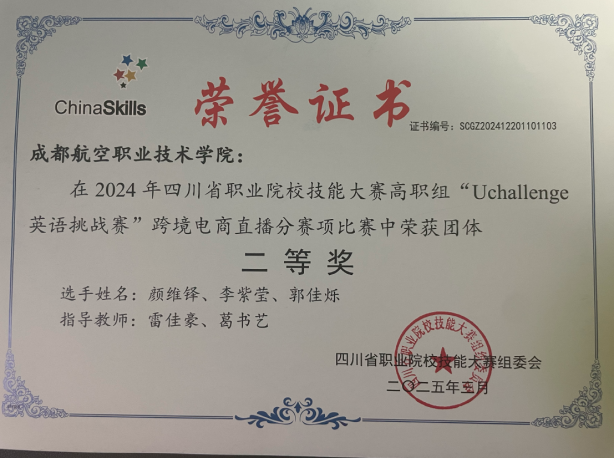 ChinaSkills
荣誉证书
证书编号：SCGZ202412201101103
成都航空职业技术学院：
在 2024 年四川省职业院校技能大赛高职组“Uchallenge
英语挑战赛”跨境电商直播分赛项比赛中荣获团体
二等奖
选手姓名：颜维铎、李紫莹、郭佳烁
指导教师：雷佳豪、葛书艺
四川省职业院校技能大赛组委会
二〇二五年三月